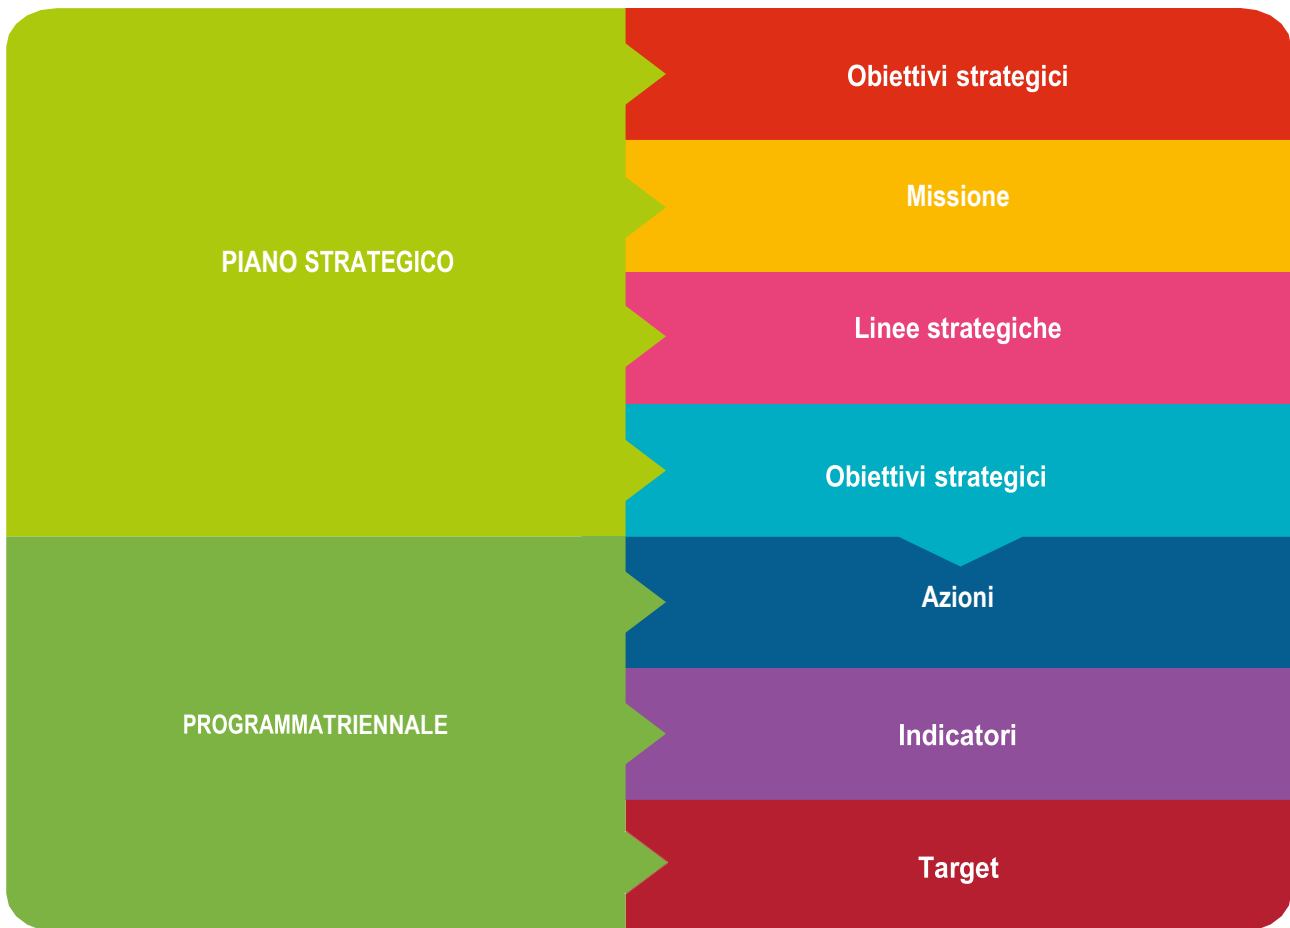 PIANO STRATEGICO
Obiettivi strategici
Missione
Linee strategiche
Obiettivi strategici
PROGRAMMATRIENNALE
Azioni
Indicatori
Target